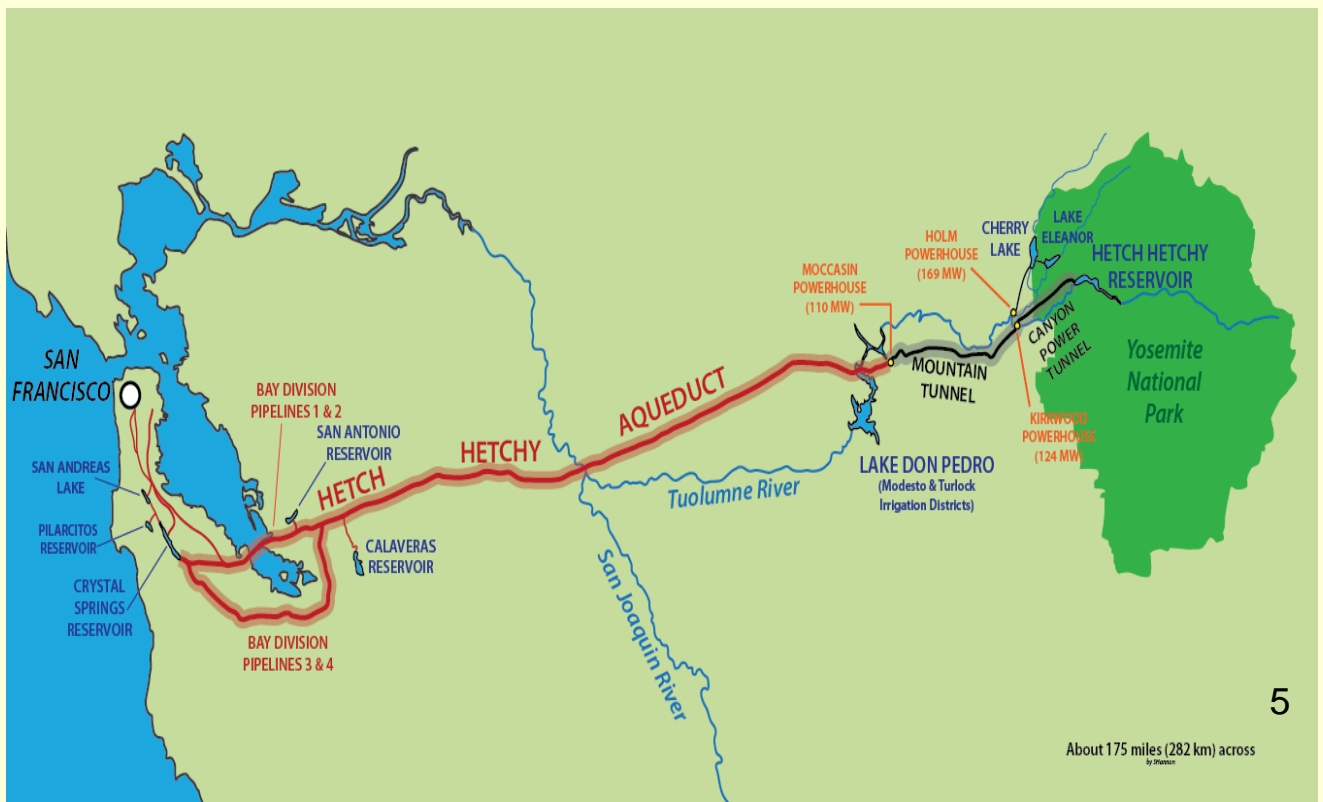 SAN
FRANCISCO
SAN ANDREAS
LAKE
PILARCITOS
RESERVOIR
CRYSTAL
SPRINGS
RESERVOIR
BAY DIVISION
PIPELINES 1 & 2
SAN ANTONIO
RESERVOIR
CALAVERAS
RESERVOIR
BAY DIVISION
PIPELINES 3 & 4
HETCH
HETCHY
AQUEDUCT
San Joaquin River
Tuolumne River
MOCCASIN
POWERHOUSE
(110 MW)
LAKE DON PEDRO
(Modesto & Turlock
Irrigation Districts)
MOUNTAIN
TUNNEL
HOLM
POWERHOUSE
(169 MW)
CHERRY
LAKE
LAKE
ELEANOR
HETCH HETCHY
RESERVOIR
CANYON
POWER
TUNNEL
KIRKWOOD
POWERHOUSE
(124 MW)
Yosemite
National
Park
5
About 175 miles (282 km) across
by Shannon